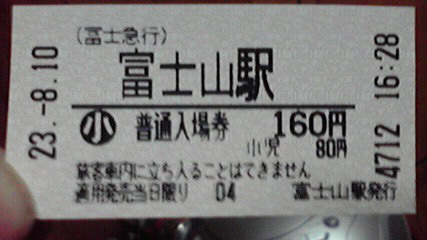 (富士急行)
富士山駅
小 普通入場券 160円
小児 80円
旅客車内に立ち入ることはできません
適用発売当日限り 04 富士山駅発行
23.-8.10
4712 16:28